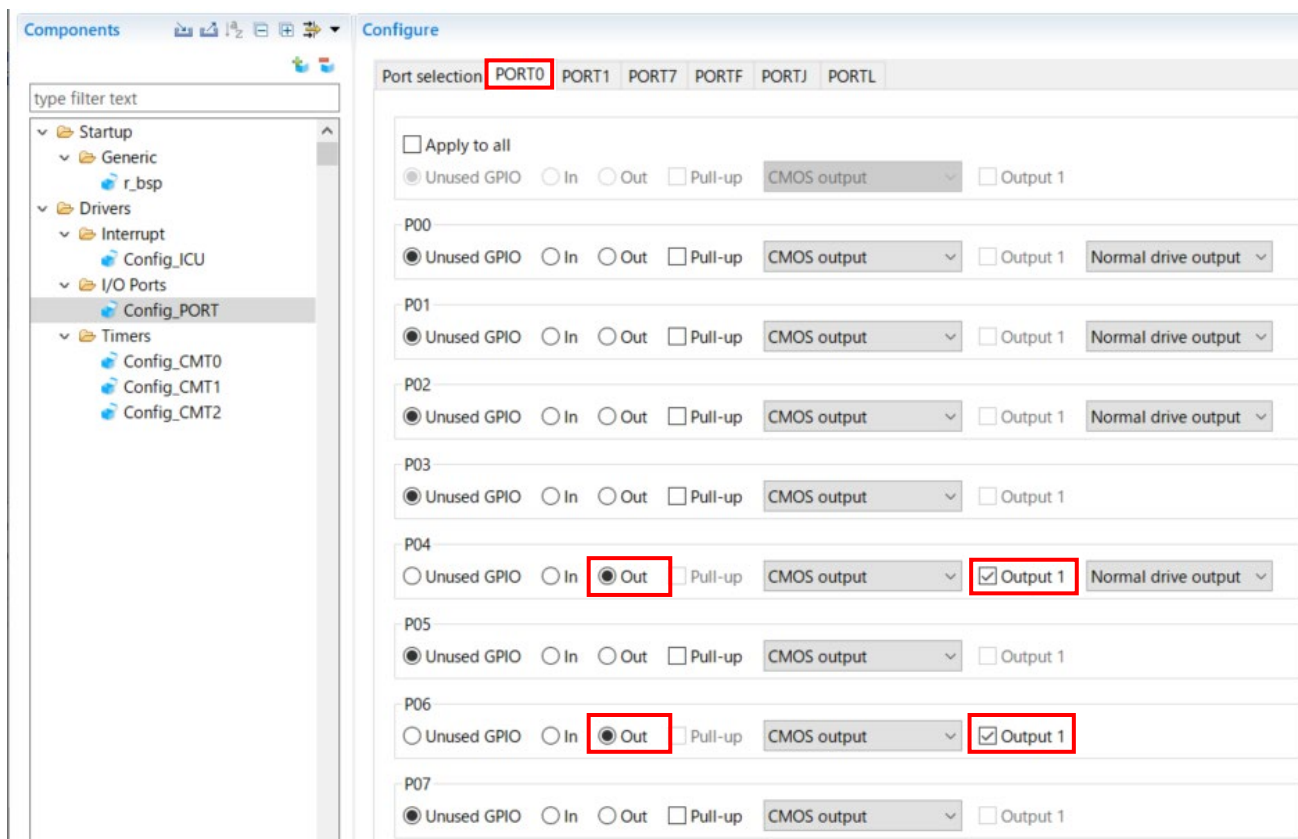 Components
Configure
type filter text
Startup
Generic
r_bsp
Drivers
Interrupt
Config_ICU
I/O Ports
Config_PORT
Timers
Config_CMT0
Config_CMT1
Config_CMT2
Port selection PORT0 PORT1 PORT7 PORTF PORTJ PORTL
Apply to all
Unused GPIO In Out Pull-up CMOS output Output 1
P00
Unused GPIO In Out Pull-up CMOS output Output 1 Normal drive output
P01
Unused GPIO In Out Pull-up CMOS output Output 1 Normal drive output
P02
Unused GPIO In Out Pull-up CMOS output Output 1 Normal drive output
P03
Unused GPIO In Out Pull-up CMOS output Output 1
P04
Unused GPIO In Out Pull-up CMOS output Output 1 Normal drive output
P05
Unused GPIO In Out Pull-up CMOS output Output 1
P06
Unused GPIO In Out Pull-up CMOS output Output 1
P07
Unused GPIO In Out Pull-up CMOS output Output 1